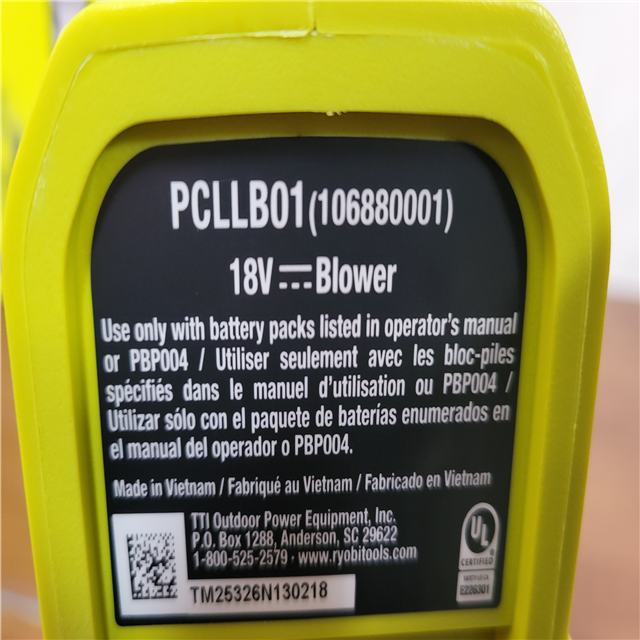 PCLLB01 (106880001)
18V Blower
Use only with battery packs listed in operator's manual
or PBP004 / Utiliser seulement avec les bloc-piles
spécifiés dans le manuel d'utilisation ou PBP004 /
Utilizar sólo con el paquete de baterías enumerados en
el manual del operador o PBP004.
Made in Vietnam / Fabriqué au Vietnam / Fabricado en Vietnam
TTI Outdoor Power Equipment, Inc.
P.O. Box 1288, Anderson, SC 29622
1-800-525-2579 · www.ryobitools.com
TM25326N130218
UL
CERTIFIED